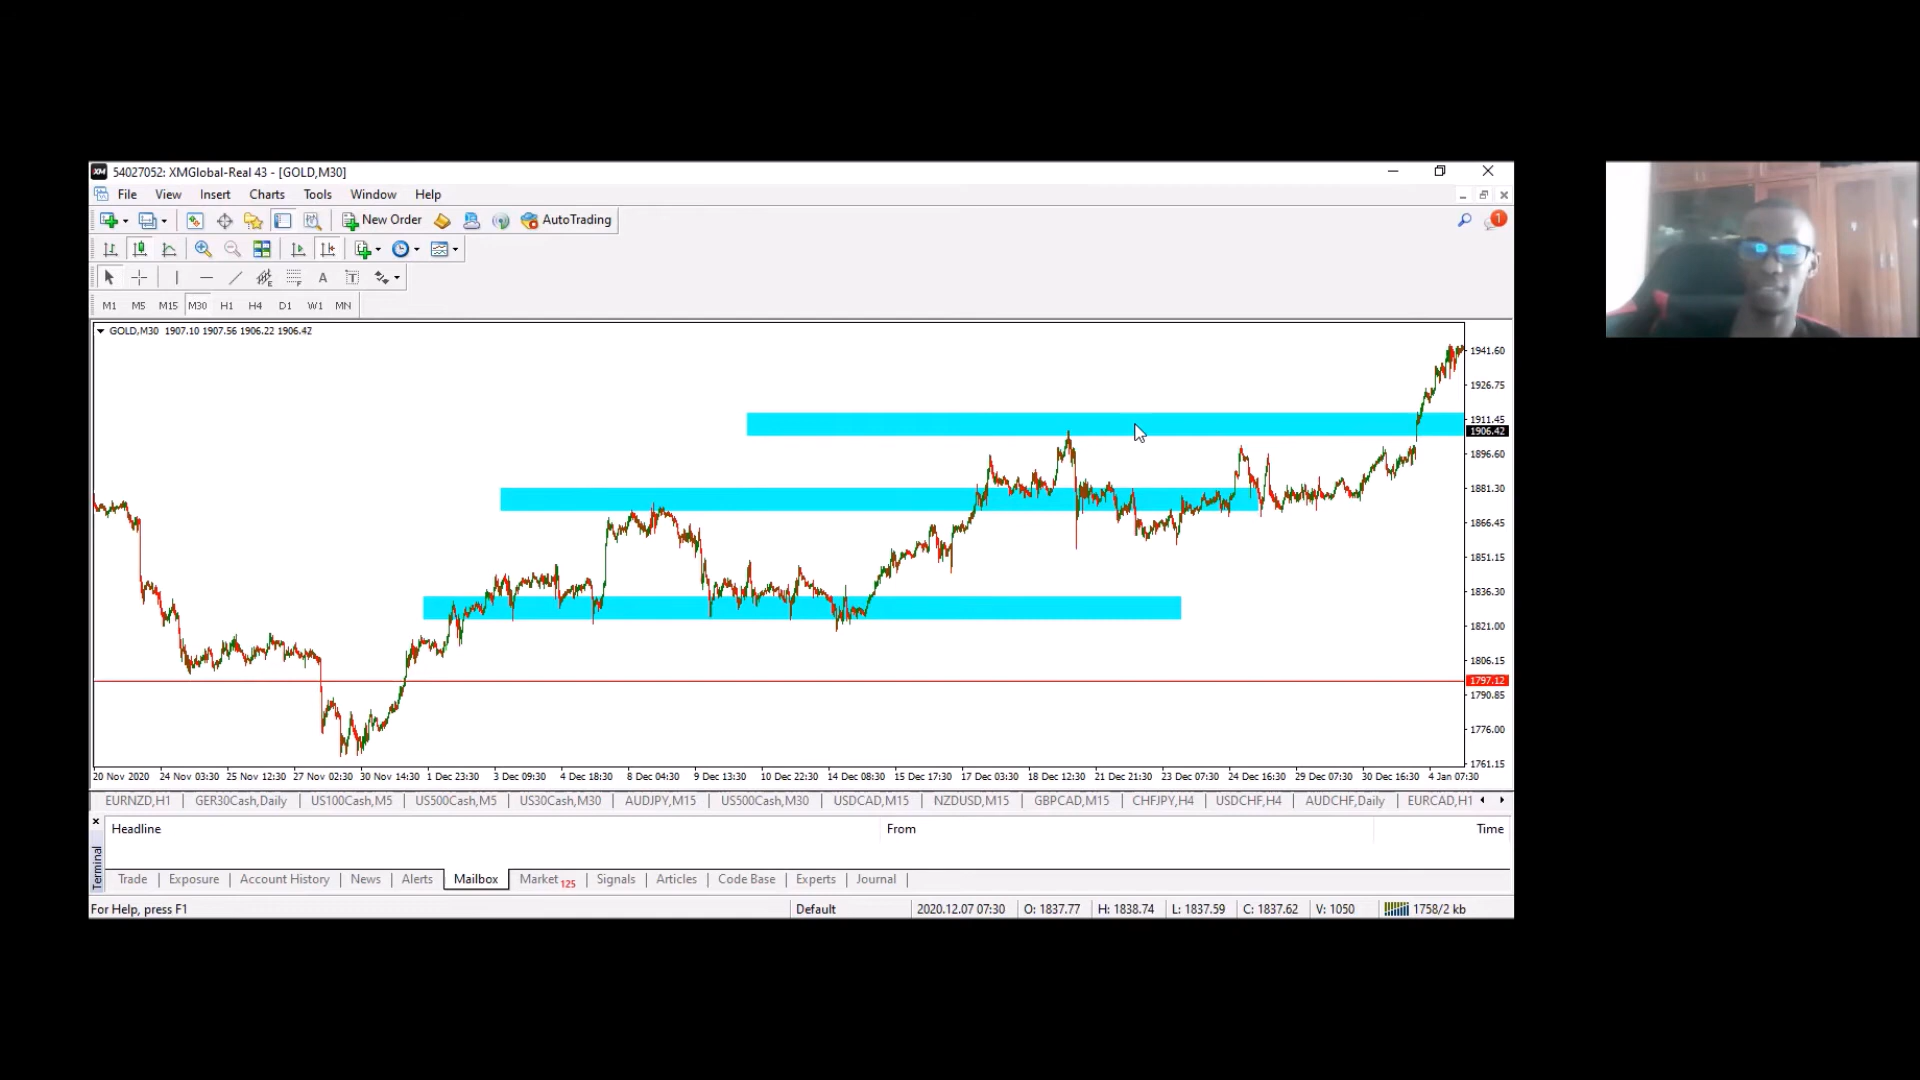 54027052: XMGlobal-Real 43 - [GOLD,M30]
File View Insert Charts Tools Window Help
New Order AutoTrading 1
E F A T
M1 M5 M15 M30 H1 H4 D1 W1 MN
GOLD,M30 1907.10 1907.56 1906.22 1906.42
1941.60
1926.75
1911.45
1906.42
1896.60
1881.30
1866.45
1851.15
1836.30
1821.00
1806.15
1797.12
1790.85
1776.00
1761.15
20 Nov 2020 24 Nov 03:30 25 Nov 12:30 27 Nov 02:30 30 Nov 14:30 1 Dec 23:30 3 Dec 09:30 4 Dec 18:30 8 Dec 04:30 9 Dec 13:30 10 Dec 22:30 14 Dec 08:30 15 Dec 17:30 17 Dec 03:30 18 Dec 12:30 21 Dec 21:30 23 Dec 07:30 24 Dec 16:30 29 Dec 07:30 30 Dec 16:30 4 Jan 07:30
EURNZD,H1 GER30Cash,Daily US100Cash,M5 US500Cash,M5 US30Cash,M30 AUDJPY,M15 US500Cash,M30 USDCAD,M15 NZDUSD,M15 GBPCAD,M15 CHFJPY,H4 USDCHF,H4 AUDCHF,Daily EURCAD,H1
Headline From Time
Terminal
Trade Exposure Account History News Alerts Mailbox Market 125 Signals Articles Code Base Experts Journal
For Help, press F1 Default 2020.12.07 07:30 O: 1837.77 H: 1838.74 L: 1837.59 C: 1837.62 V: 1050 1758/2 kb